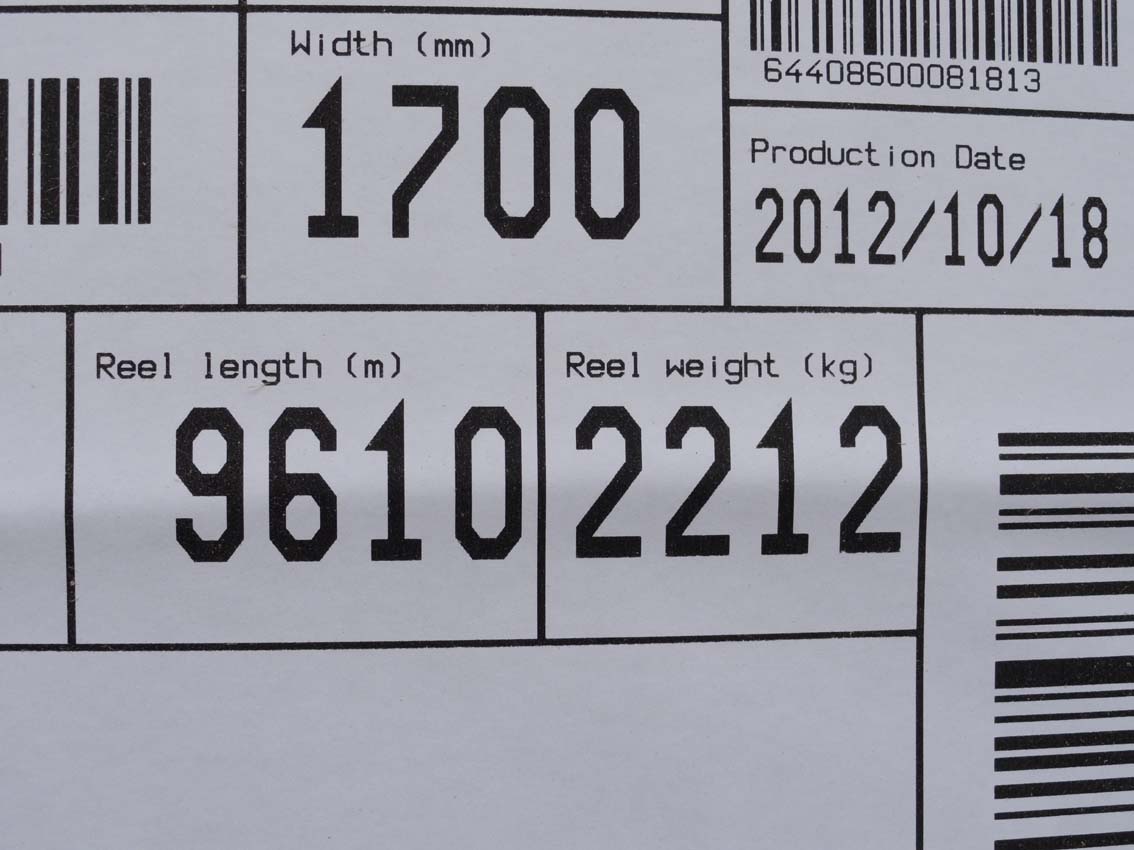 Width (mm)
1700
64408600081813
Production Date
2012/10/18
Reel length (m)
9610
Reel weight (kg)
2212